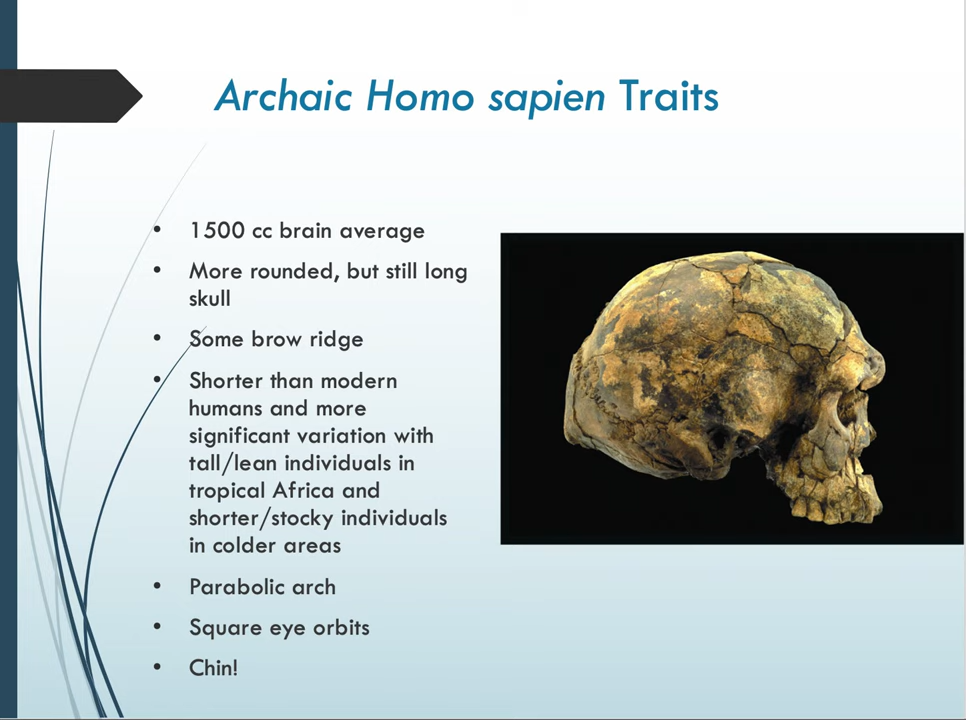 Archaic Homo sapien Traits
• 1500 cc brain average
• More rounded, but still long
skull
• Some brow ridge
• Shorter than modern
humans and more
significant variation with
tall/lean individuals in
tropical Africa and
shorter/stocky individuals
in colder areas
• Parabolic arch
• Square eye orbits
• Chin!